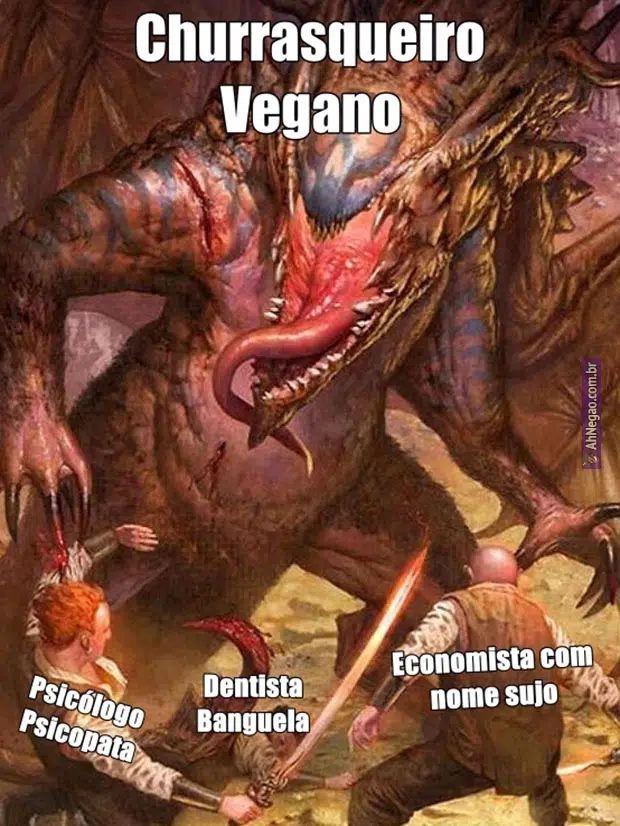 Churrasqueiro
Vegano
AhNegao.com.br
Economista com
nome sujo
Dentista
Banguela
Psicólogo
Psicopata